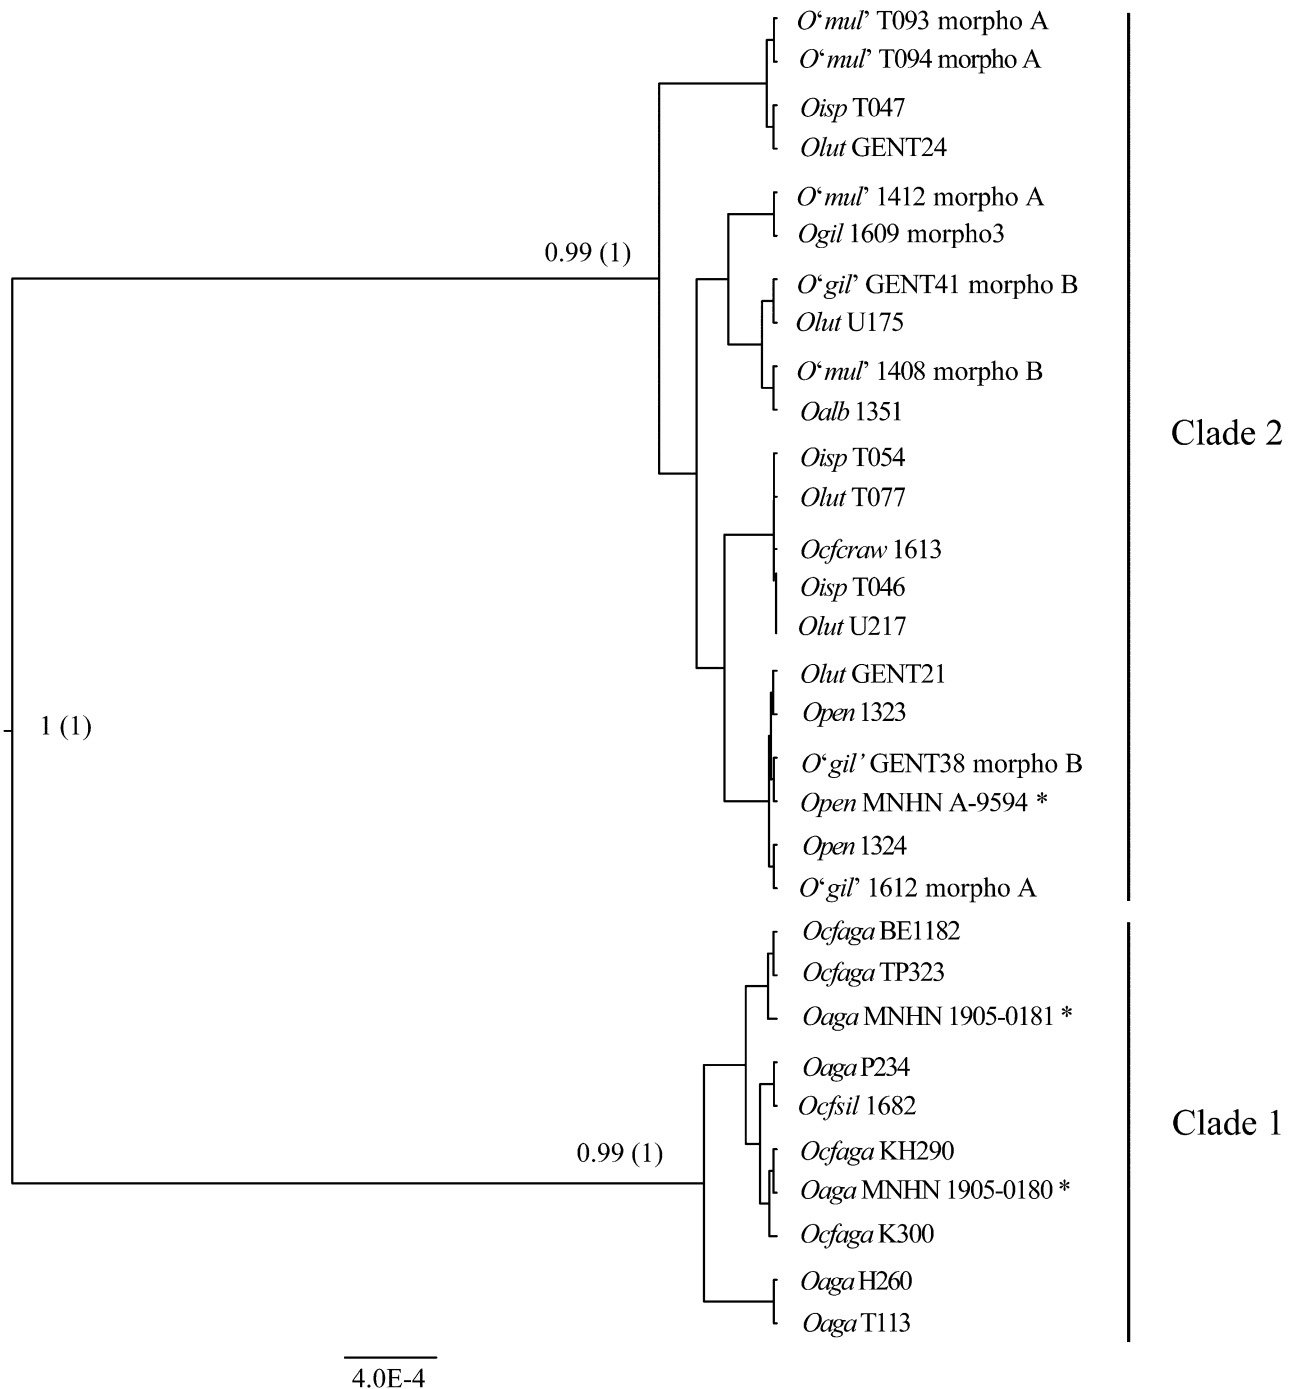 O‘mul’ T093 morpho A
O‘mul’ T094 morpho A
Oisp T047
Olut GENT24
O‘mul’ 1412 morpho A
Ogil 1609 morpho3
0.99 (1)
O‘gil’ GENT41 morpho B
Olut U175
O‘mul’ 1408 morpho B
Oalb 1351
Clade 2
Oisp T054
Olut T077
Ocfcraw 1613
Oisp T046
Olut U217
Olut GENT21
Open 1323
1 (1)
O‘gil’ GENT38 morpho B
Open MNHN A-9594 *
Open 1324
O‘gil’ 1612 morpho A
Ocfaga BE1182
Ocfaga TP323
Oaga MNHN 1905-0181 *
Oaga P234
Ocfsil 1682
Clade 1
Ocfaga KH290
0.99 (1)
Oaga MNHN 1905-0180 *
Ocfaga K300
Oaga H260
Oaga T113
4.0E-4